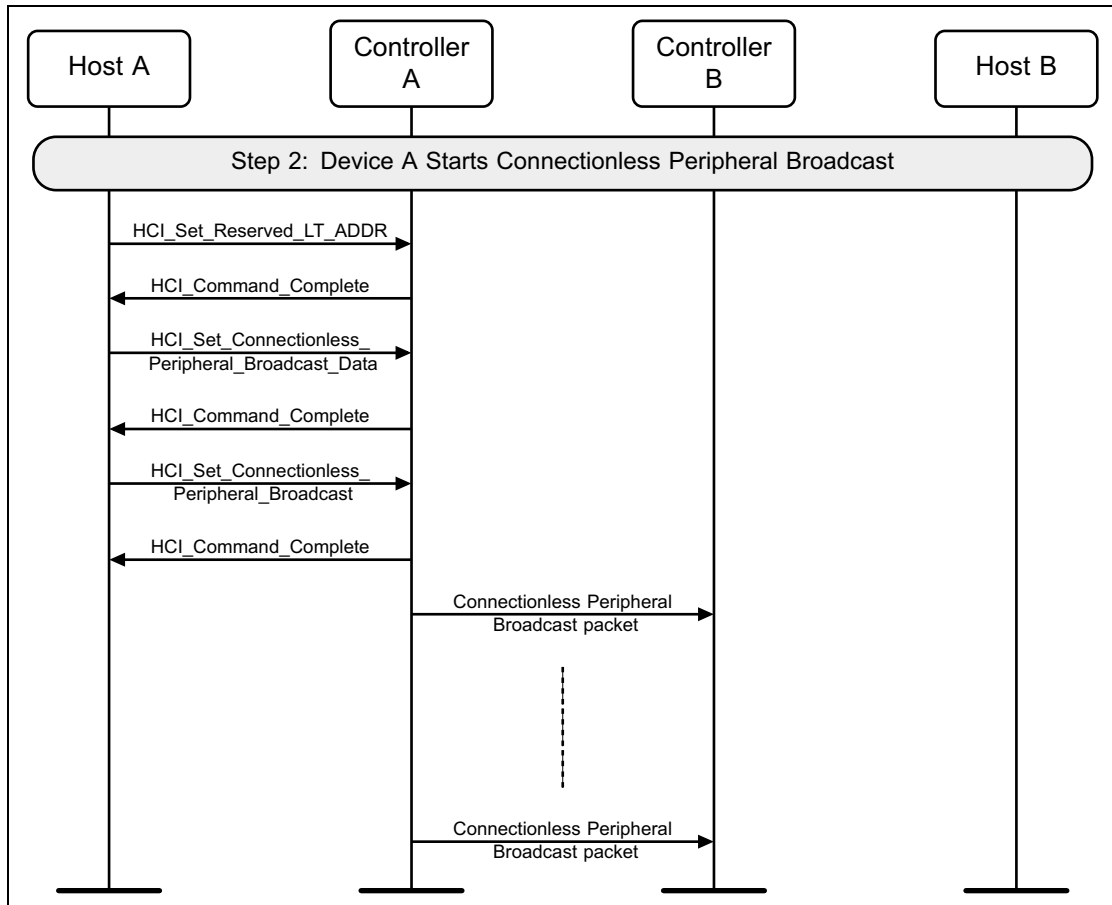 Host A
Controller
A
Controller
B
Host B
Step 2: Device A Starts Connectionless Peripheral Broadcast
HCI_Set_Reserved_LT_ADDR
HCI_Command_Complete
HCI_Set_Connectionless_
Peripheral_Broadcast_Data
HCI_Command_Complete
HCI_Set_Connectionless_
Peripheral_Broadcast
HCI_Command_Complete
Connectionless Peripheral
Broadcast packet
Connectionless Peripheral
Broadcast packet